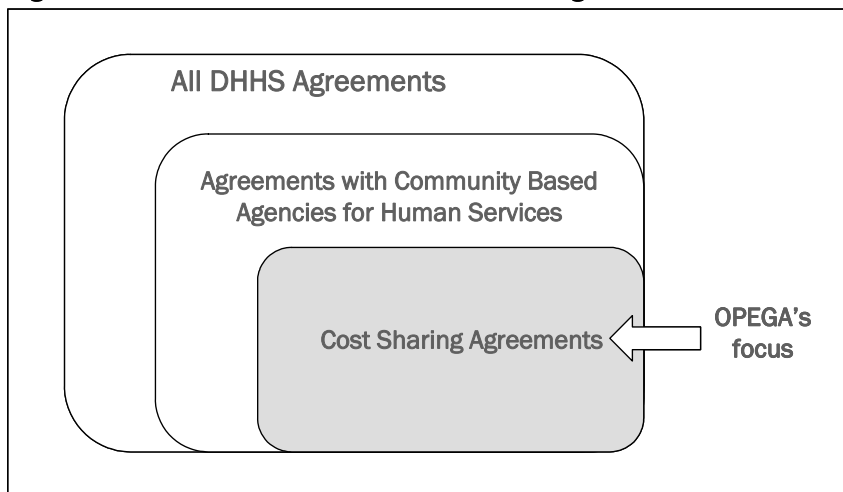 All DHHS Agreements
Agreements with Community Based
Agencies for Human Services
Cost Sharing Agreements
OPEGA's
focus